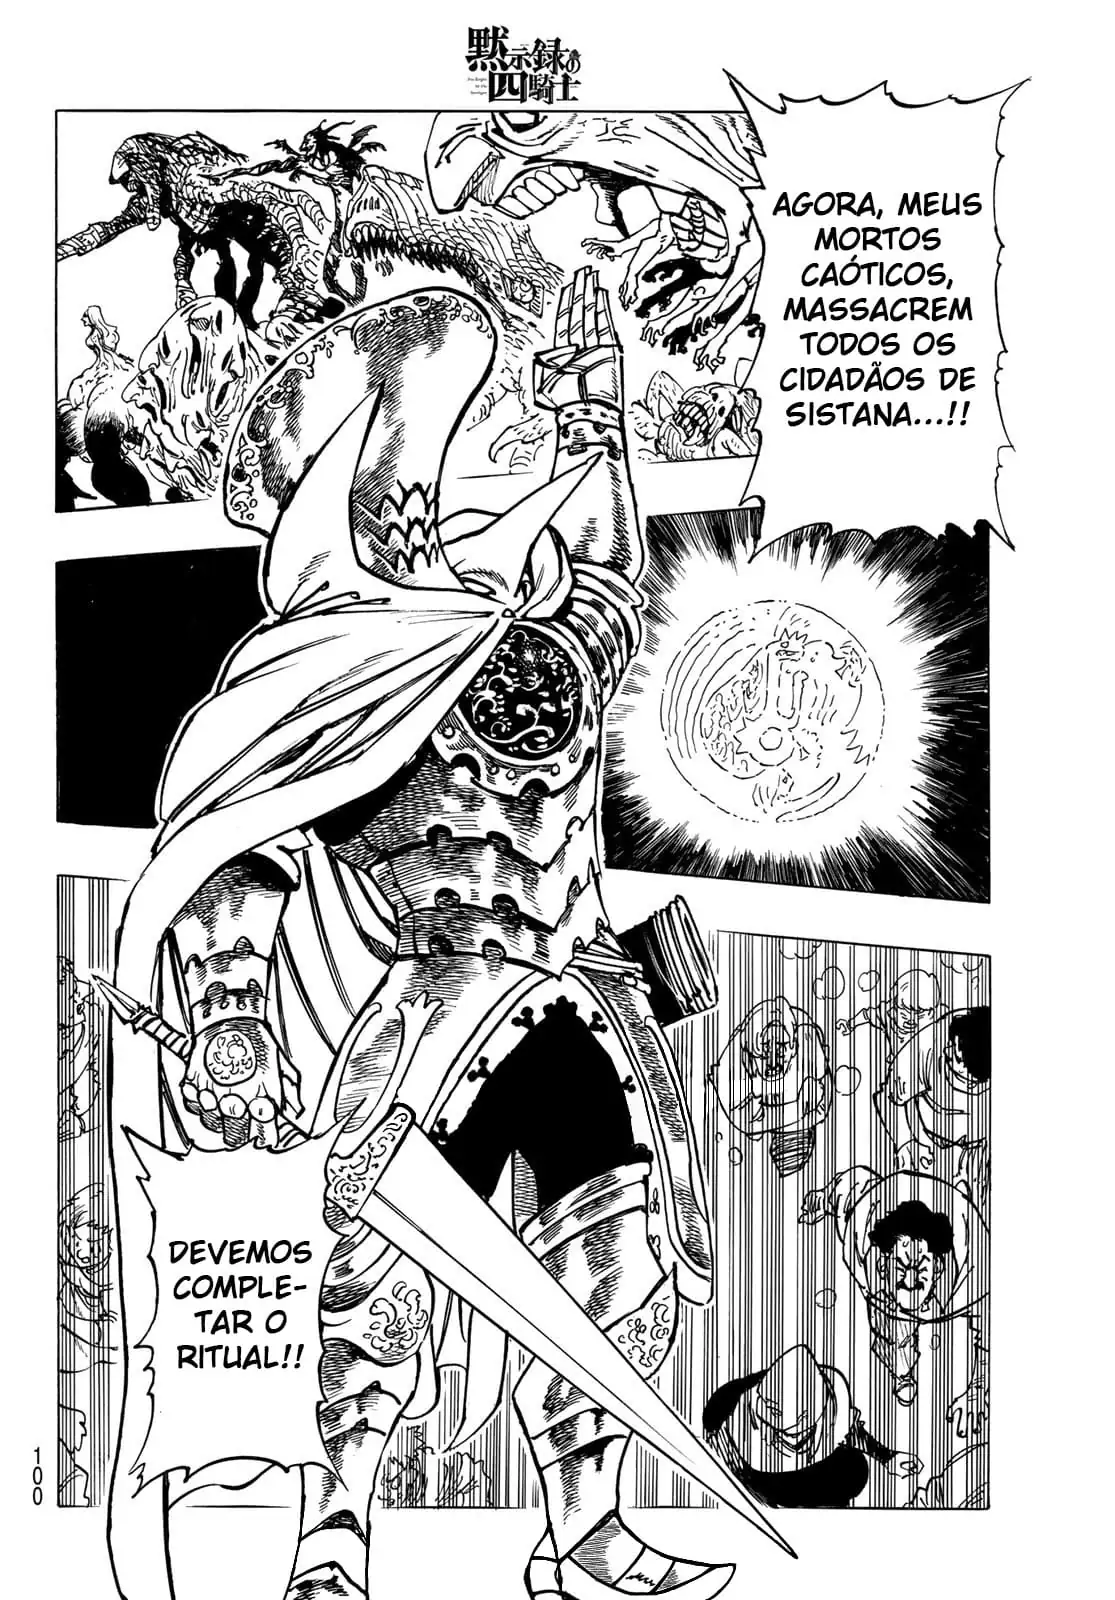 黙示録の
四騎士
AGORA, MEUS
MORTOS
CAÓTICOS,
MASSACREM
TODOS OS
CIDADÃOS DE
SISTANA...!!
DEVEMOS
COMPLE-
TAR O
RITUAL!!
100